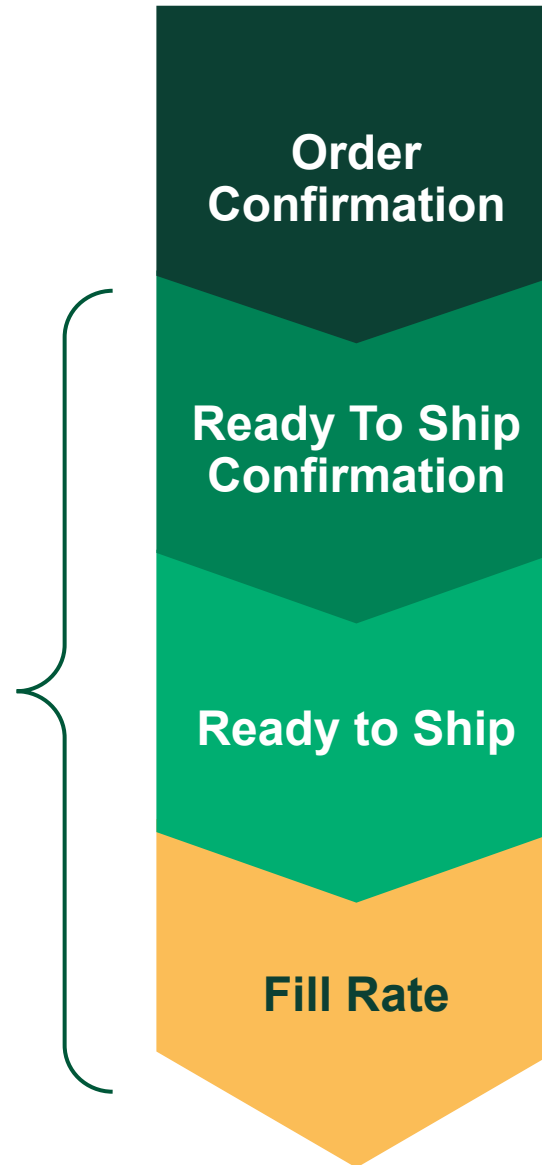 Order
Confirmation
Ready To Ship
Confirmation
Ready to Ship
Fill Rate